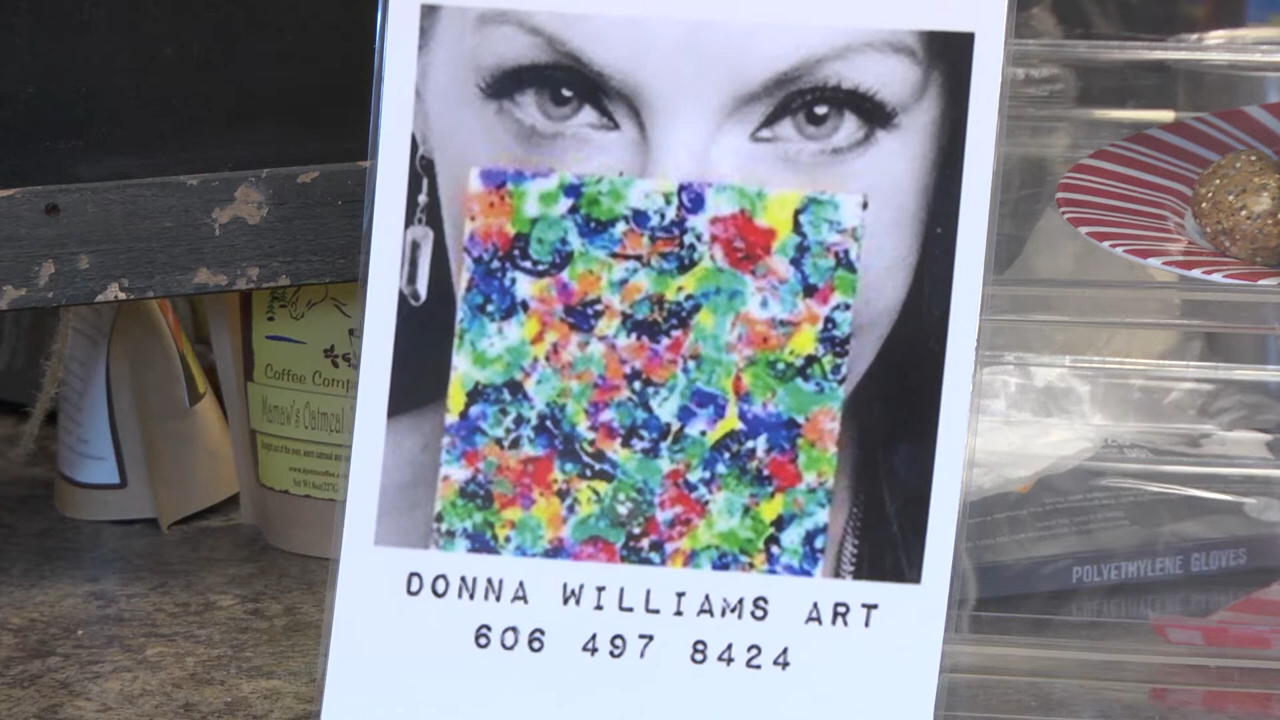 DONNA WILLIAMS ART
606 497 8424
Coffee Comp
Mamaw's Oatmeal
POLYETHYLENE GLOVES